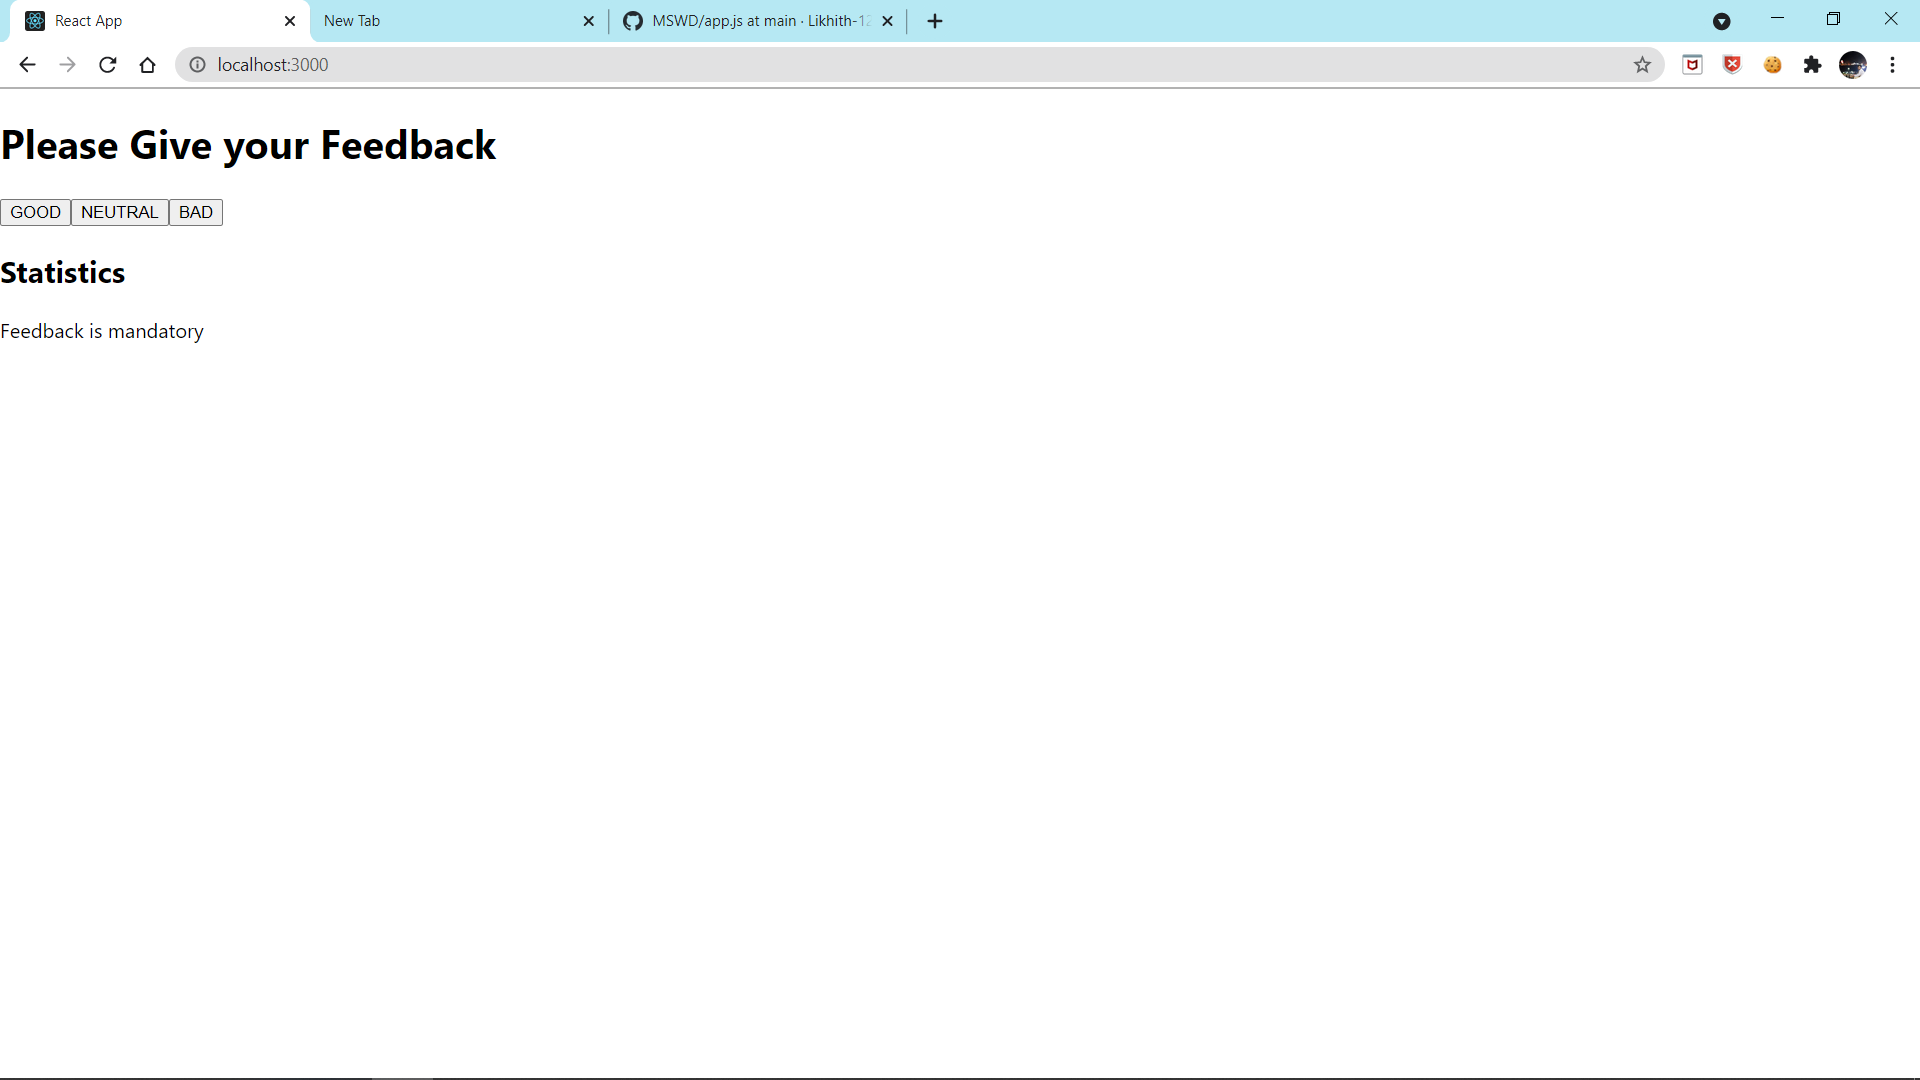 React App
New Tab
MSWD/app.js at main · Likhith-12
localhost:3000
Please Give your Feedback
GOOD NEUTRAL BAD
Statistics
Feedback is mandatory